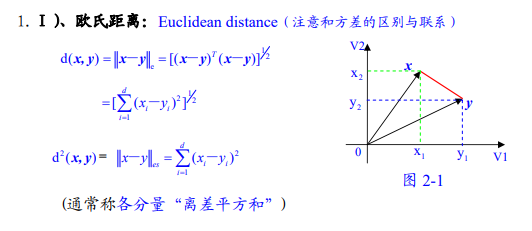 1. Ⅰ)、欧氏距离：Euclidean distance（注意和方差的区别与联系）
d(x, y) = ‖x−y‖ₑ = [(x−y)ᵀ(x−y)]^{1/2}
= [∑_{i=1}^{d} (xᵢ−yᵢ)²]^{1/2}
d²(x, y) = ‖x−y‖ₑₛ = ∑_{i=1}^{d} (xᵢ−yᵢ)²
(通常称各分量“离差平方和”)
V2
x₂
x
y₂
y
0
x₁
y₁
V1
图 2-1